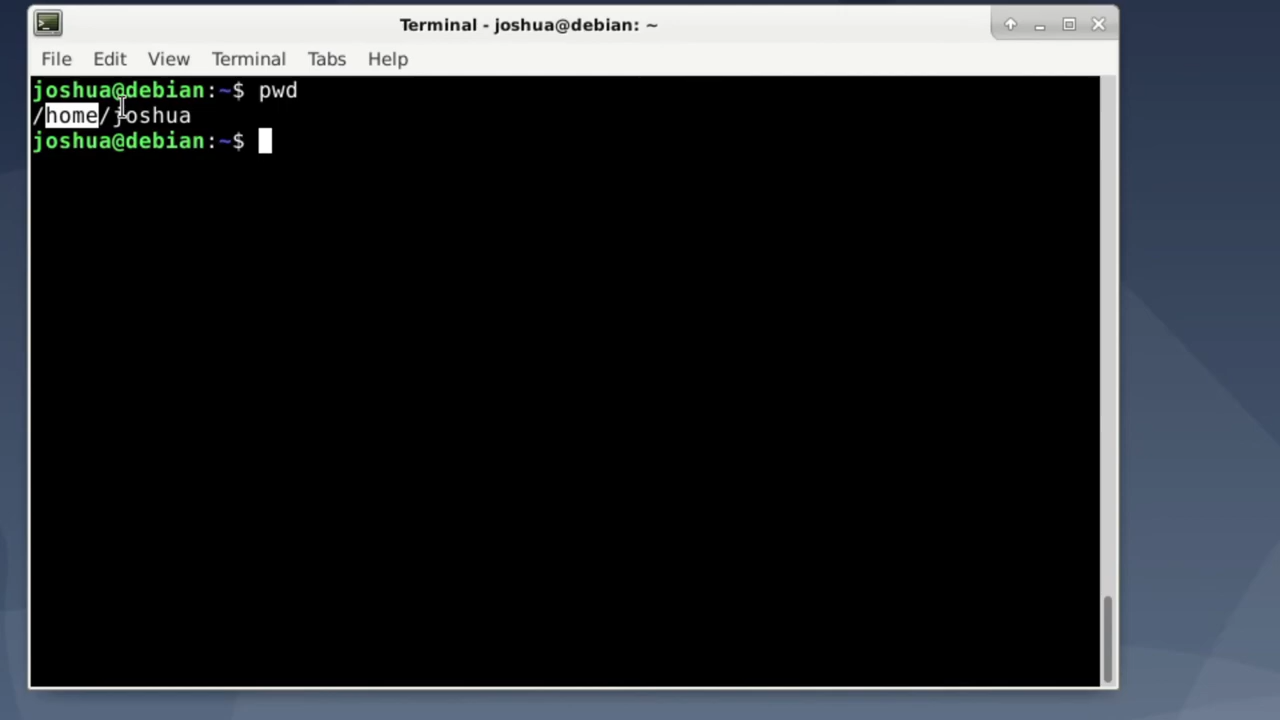 Terminal - joshua@debian: ~
File Edit View Terminal Tabs Help
joshua@debian:~$ pwd
/home/joshua
joshua@debian:~$